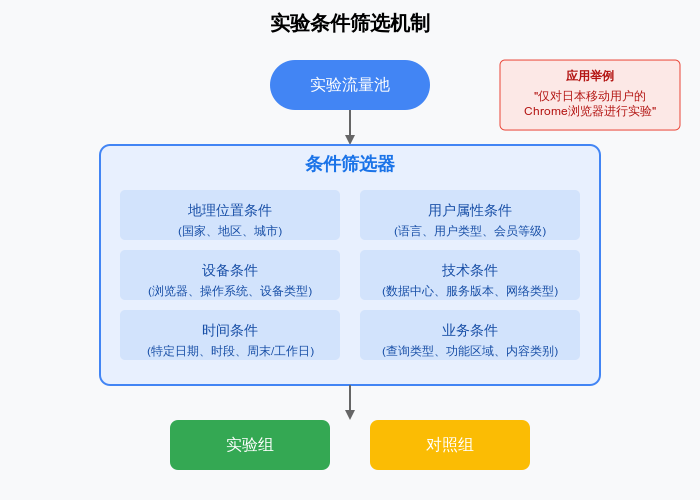 实验条件筛选机制
实验流量池
应用举例
"仅对日本移动用户的
Chrome浏览器进行实验"
条件筛选器
地理位置条件
(国家、地区、城市)
用户属性条件
(语言、用户类型、会员等级)
设备条件
(浏览器、操作系统、设备类型)
技术条件
(数据中心、服务版本、网络类型)
时间条件
(特定日期、时段、周末/工作日)
业务条件
(查询类型、功能区域、内容类别)
实验组
对照组